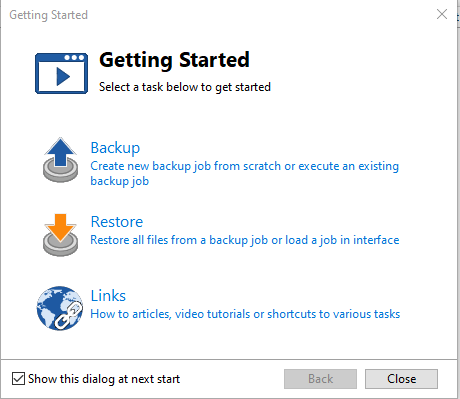 Getting Started
Getting Started
Select a task below to get started
Backup
Create new backup job from scratch or execute an existing
backup job
Restore
Restore all files from a backup job or load a job in interface
Links
How to articles, video tutorials or shortcuts to various tasks
Show this dialog at next start
Back
Close